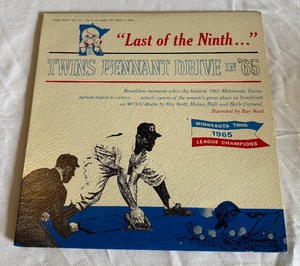 "Last of the Ninth..."
TWINS PENNANT DRIVE IN '65
Breathless moments when the historic 1965 Minnesota Twins
turned defeat to victory... actual reports of the season's great plays as broadcast
on WCCO Radio by Ray Scott, Halsey Hall and Herb Carneal.
Narrated by Ray Scott
MINNESOTA TWINS
1965
LEAGUE CHAMPIONS